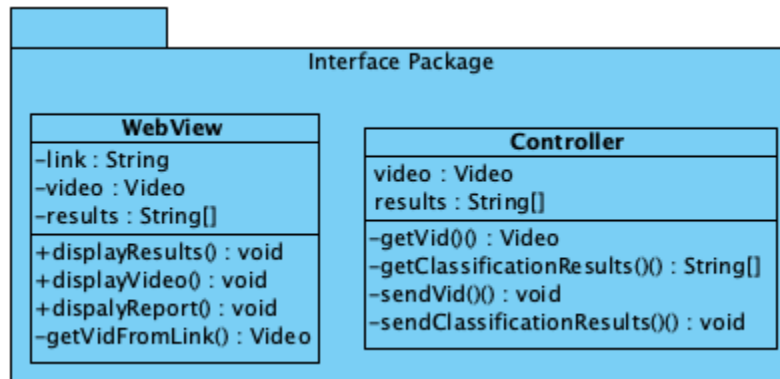 Interface Package
WebView
-link : String
-video : Video
-results : String[]
+displayResults() : void
+displayVideo() : void
+dispalyReport() : void
-getVidFromLink() : Video
Controller
video : Video
results : String[]
-getVid()() : Video
-getClassificationResults()() : String[]
-sendVid()() : void
-sendClassificationResults()() : void